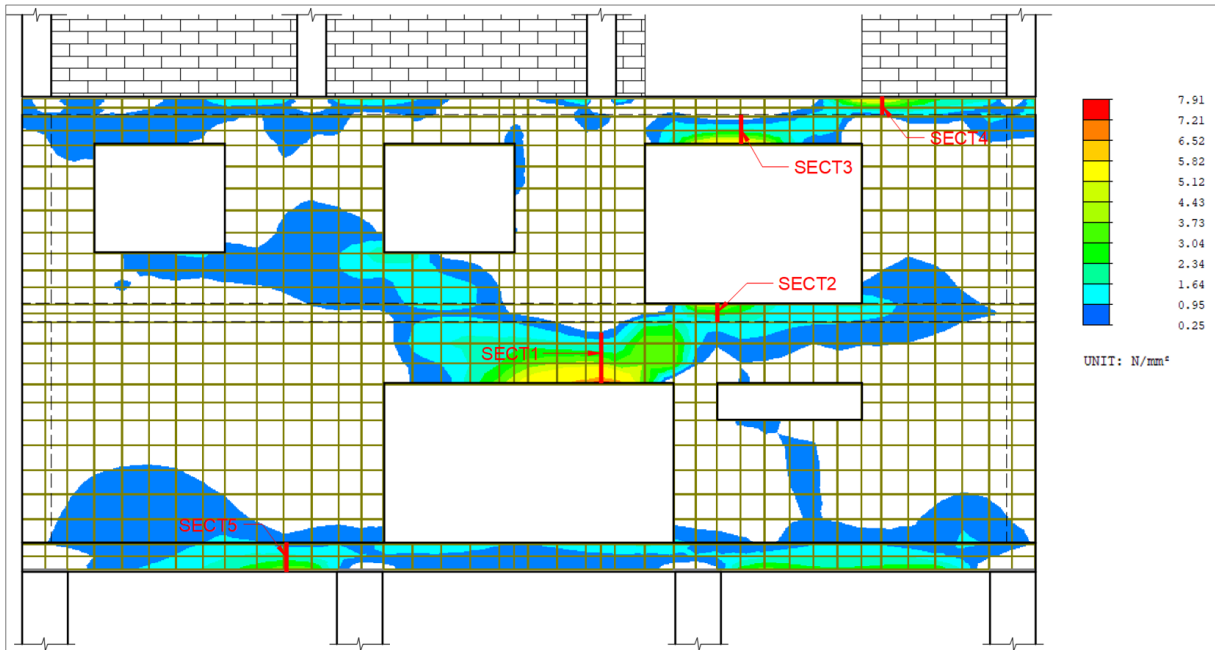 7.91
7.21
6.52
SECT4
5.82
SECT3
5.12
4.43
3.73
3.04
2.34
SECT2
1.64
0.95
0.25
SECT1
UNIT: N/mm²
SECT5